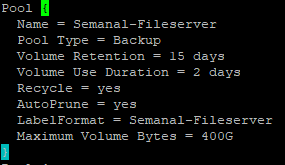 Pool {
Name = Semanal-Fileserver
Pool Type = Backup
Volume Retention = 15 days
Volume Use Duration = 2 days
Recycle = yes
AutoPrune = yes
LabelFormat = Semanal-Fileserver
Maximum Volume Bytes = 400G
}